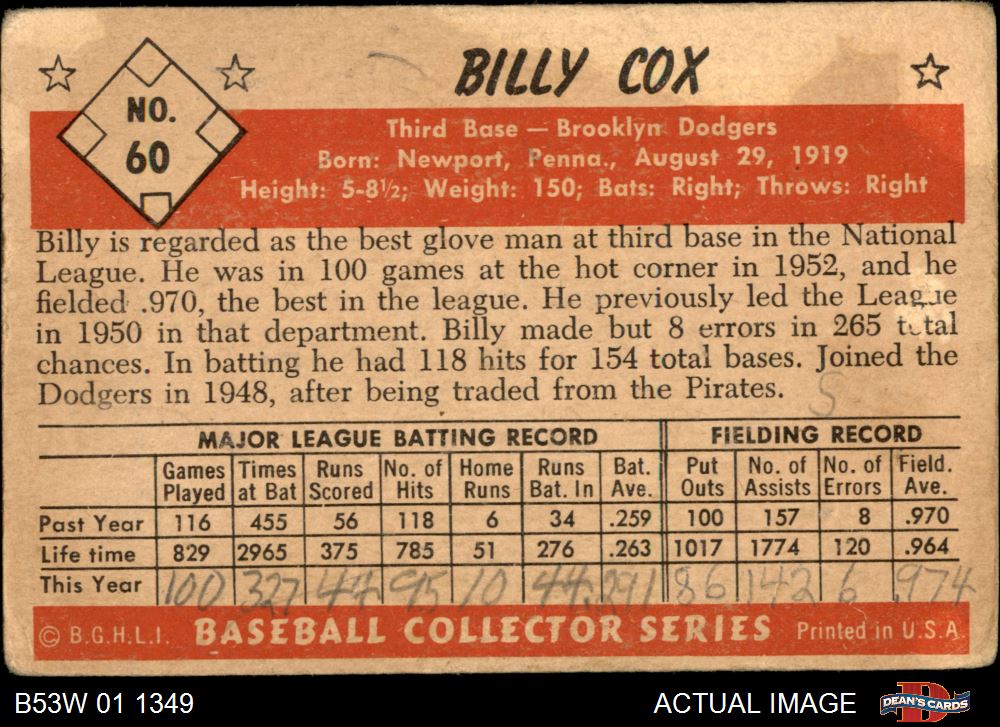 BILLY COX
NO.
60
Third Base — Brooklyn Dodgers
Born: Newport, Penna., August 29, 1919
Height: 5-8½; Weight: 150; Bats: Right; Throws: Right
Billy is regarded as the best glove man at third base in the National
League. He was in 100 games at the hot corner in 1952, and he
fielded .970, the best in the league. He previously led the League
in 1950 in that department. Billy made but 8 errors in 265 total
chances. In batting he had 118 hits for 154 total bases. Joined the
Dodgers in 1948, after being traded from the Pirates.
S
MAJOR LEAGUE BATTING RECORD FIELDING RECORD
Games Times Runs No. of Home Runs Bat. Put No. of No. of Field.
Played at Bat Scored Hits Runs Bat. In Ave. Outs Assists Errors Ave.
Past Year 116 455 56 118 6 34 .259 100 157 8 .970
Life time 829 2965 375 785 51 276 .263 1017 1774 120 .964
This Year 100 327 44 95 10 44 .291 86 142 6 .974
© B.G.H.L.I. BASEBALL COLLECTOR SERIES Printed in U.S.A.
B53W 01 1349 ACTUAL IMAGE DEAN'S CARDS